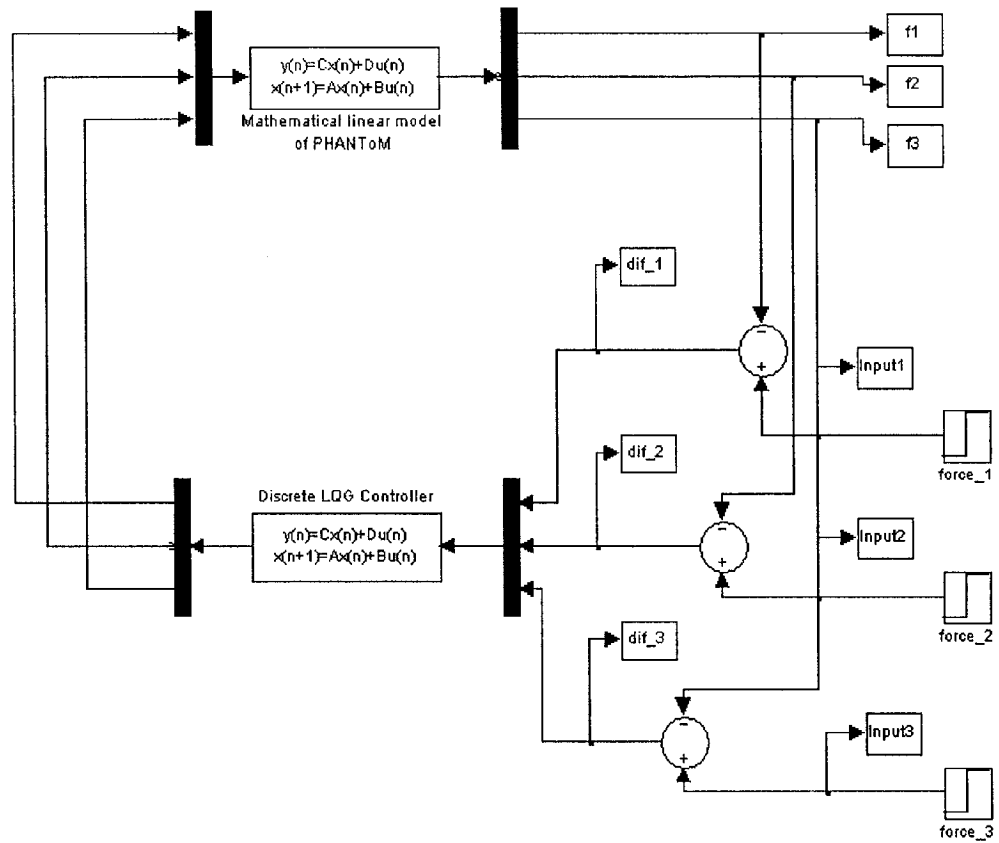 f1
y(n)=Cx(n)+Du(n)
x(n+1)=Ax(n)+Bu(n)
f2
Mathematical linear model
of PHANToM
f3
dif_1
−
+
Input1
dif_2
force_1
Discrete LQG Controller
y(n)=Cx(n)+Du(n)
x(n+1)=Ax(n)+Bu(n)
−
+
Input2
dif_3
force_2
−
+
Input3
force_3